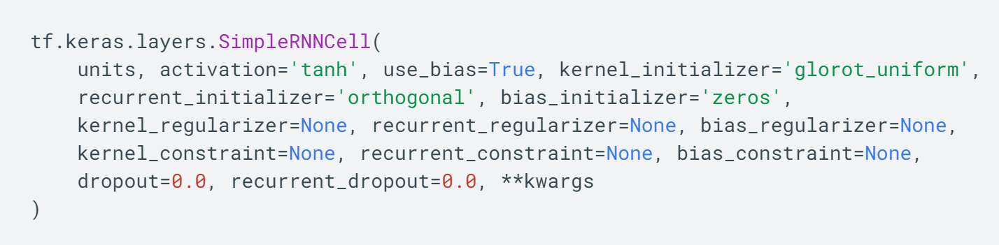 tf.keras.layers.SimpleRNNCell(
    units, activation='tanh', use_bias=True, kernel_initializer='glorot_uniform',
    recurrent_initializer='orthogonal', bias_initializer='zeros',
    kernel_regularizer=None, recurrent_regularizer=None, bias_regularizer=None,
    kernel_constraint=None, recurrent_constraint=None, bias_constraint=None,
    dropout=0.0, recurrent_dropout=0.0, **kwargs
)